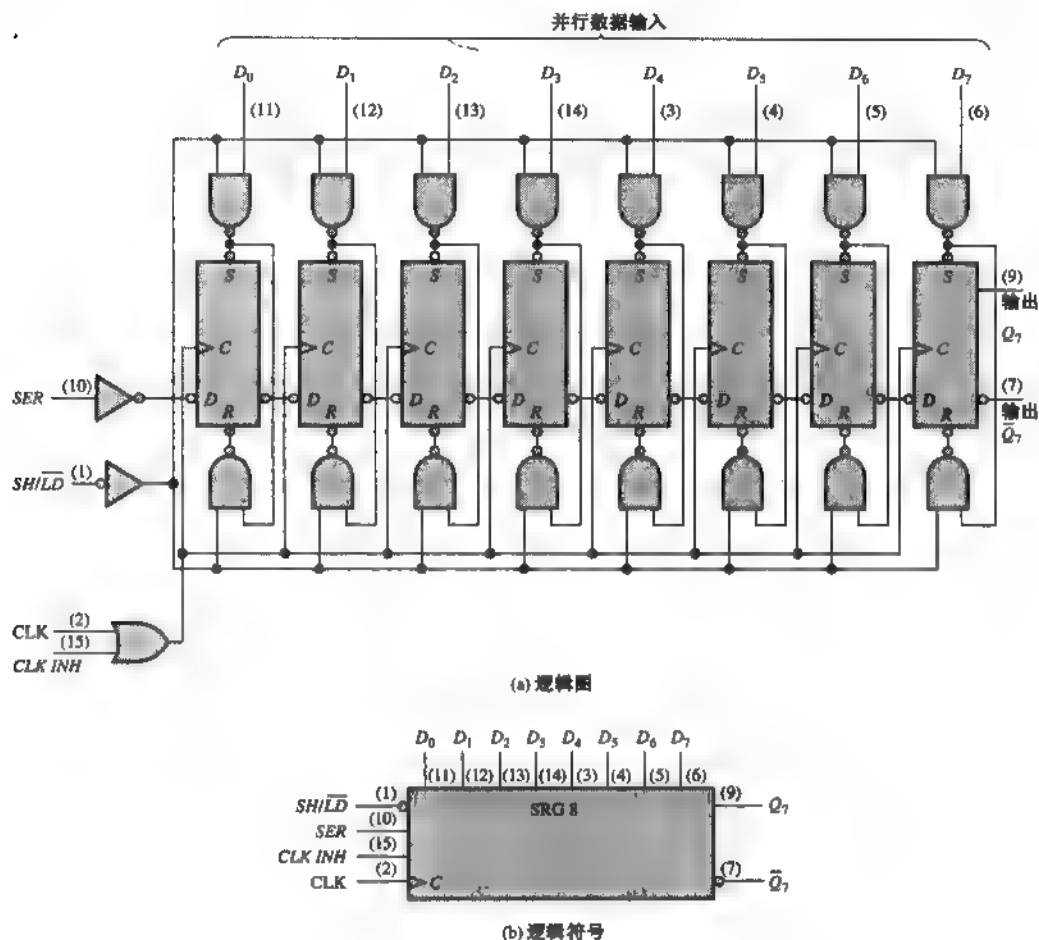 并行数据输入
D₀ D₁ D₂ D₃ D₄ D₅ D₆ D₇
(11) (12) (13) (14) (3) (4) (5) (6)
S S S S S S S S
(9)
输出
Q₇
C C C C C C C C
SER (10)
D D D D D D D D
(7)
输出
Q̅₇
R R R R R R R R
SH/L̅D̅ (1)
CLK (2)
CLK INH (15)
(a) 逻辑图
D₀ D₁ D₂ D₃ D₄ D₅ D₆ D₇
(11) (12) (13) (14) (3) (4) (5) (6)
SH/L̅D̅ (1)
SRG 8
(9) Q₇
SER (10)
CLK INH (15)
CLK (2) C
(7) Q̅₇
(b) 逻辑符号